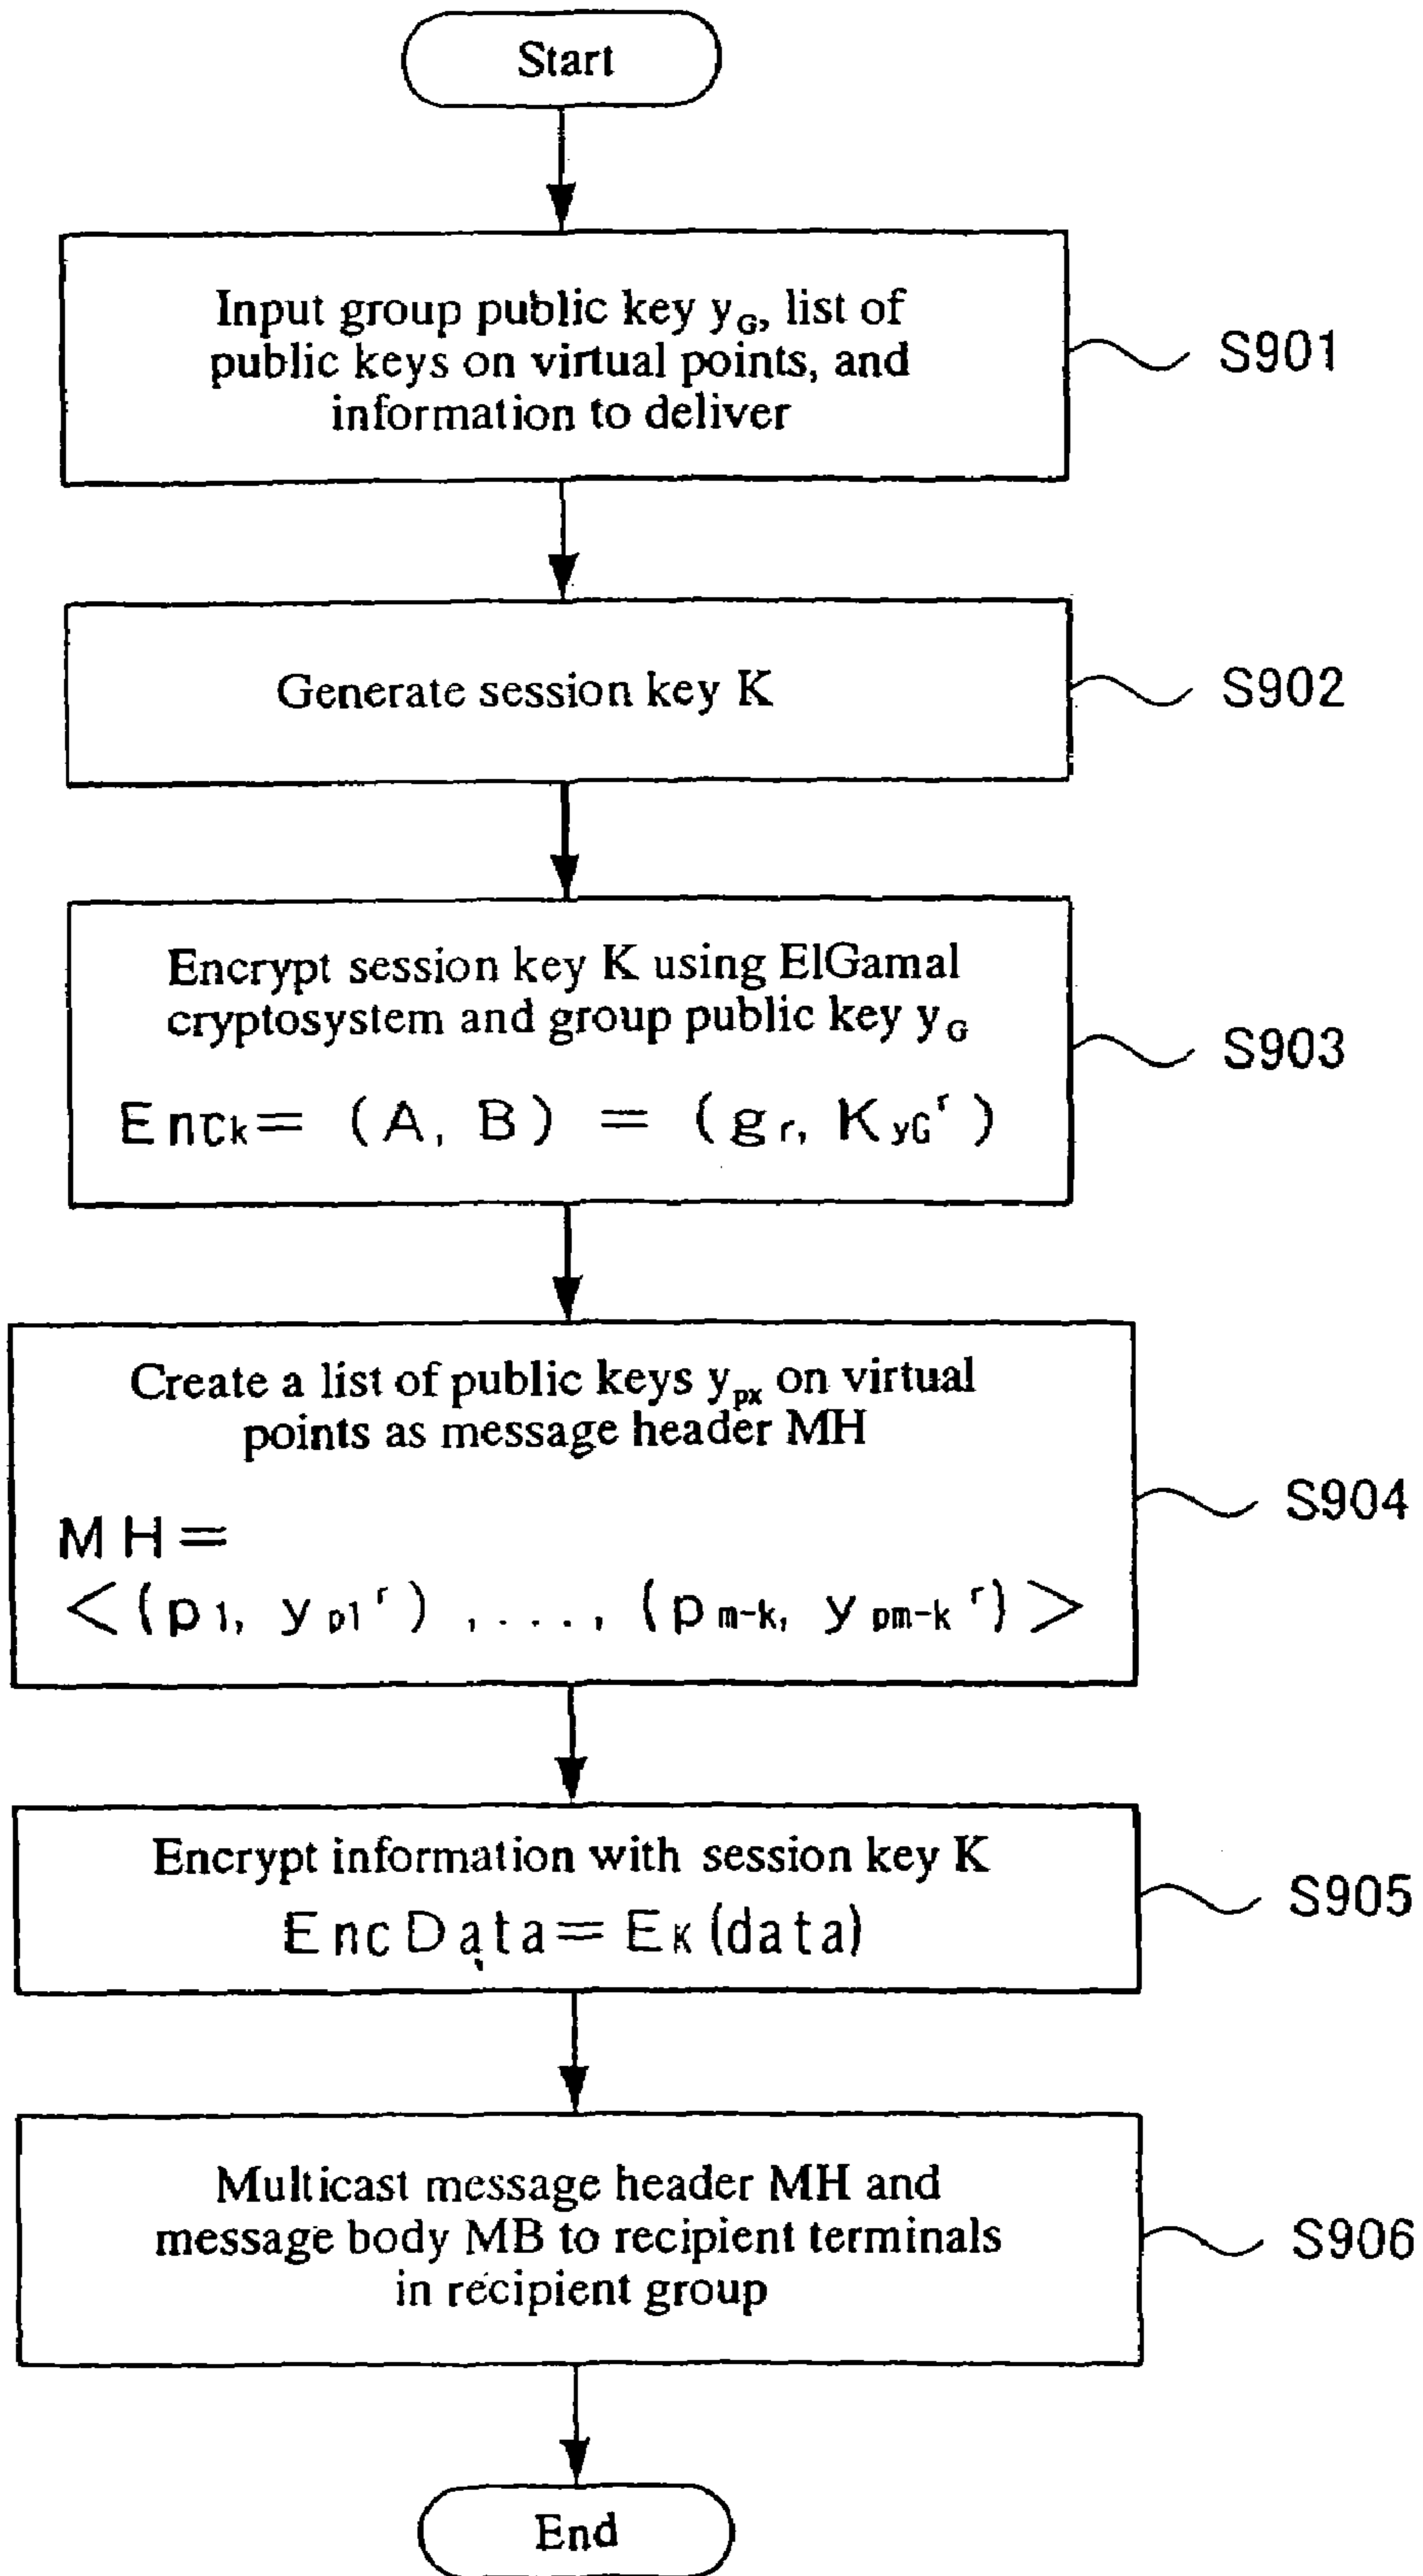 Start
Input group public key y_G, list of
public keys on virtual points, and
information to deliver
S901
Generate session key K
S902
Encrypt session key K using ElGamal
cryptosystem and group public key y_G
Enc_k= (A, B) = (g_r, K_yG^r)
S903
Create a list of public keys y_px on virtual
points as message header MH
MH=
<(p_1, y_p1^r) , ...., (p_m-k, y_pm-k^r)>
S904
Encrypt information with session key K
EncData=E_K(data)
S905
Multicast message header MH and
message body MB to recipient terminals
in recipient group
S906
End